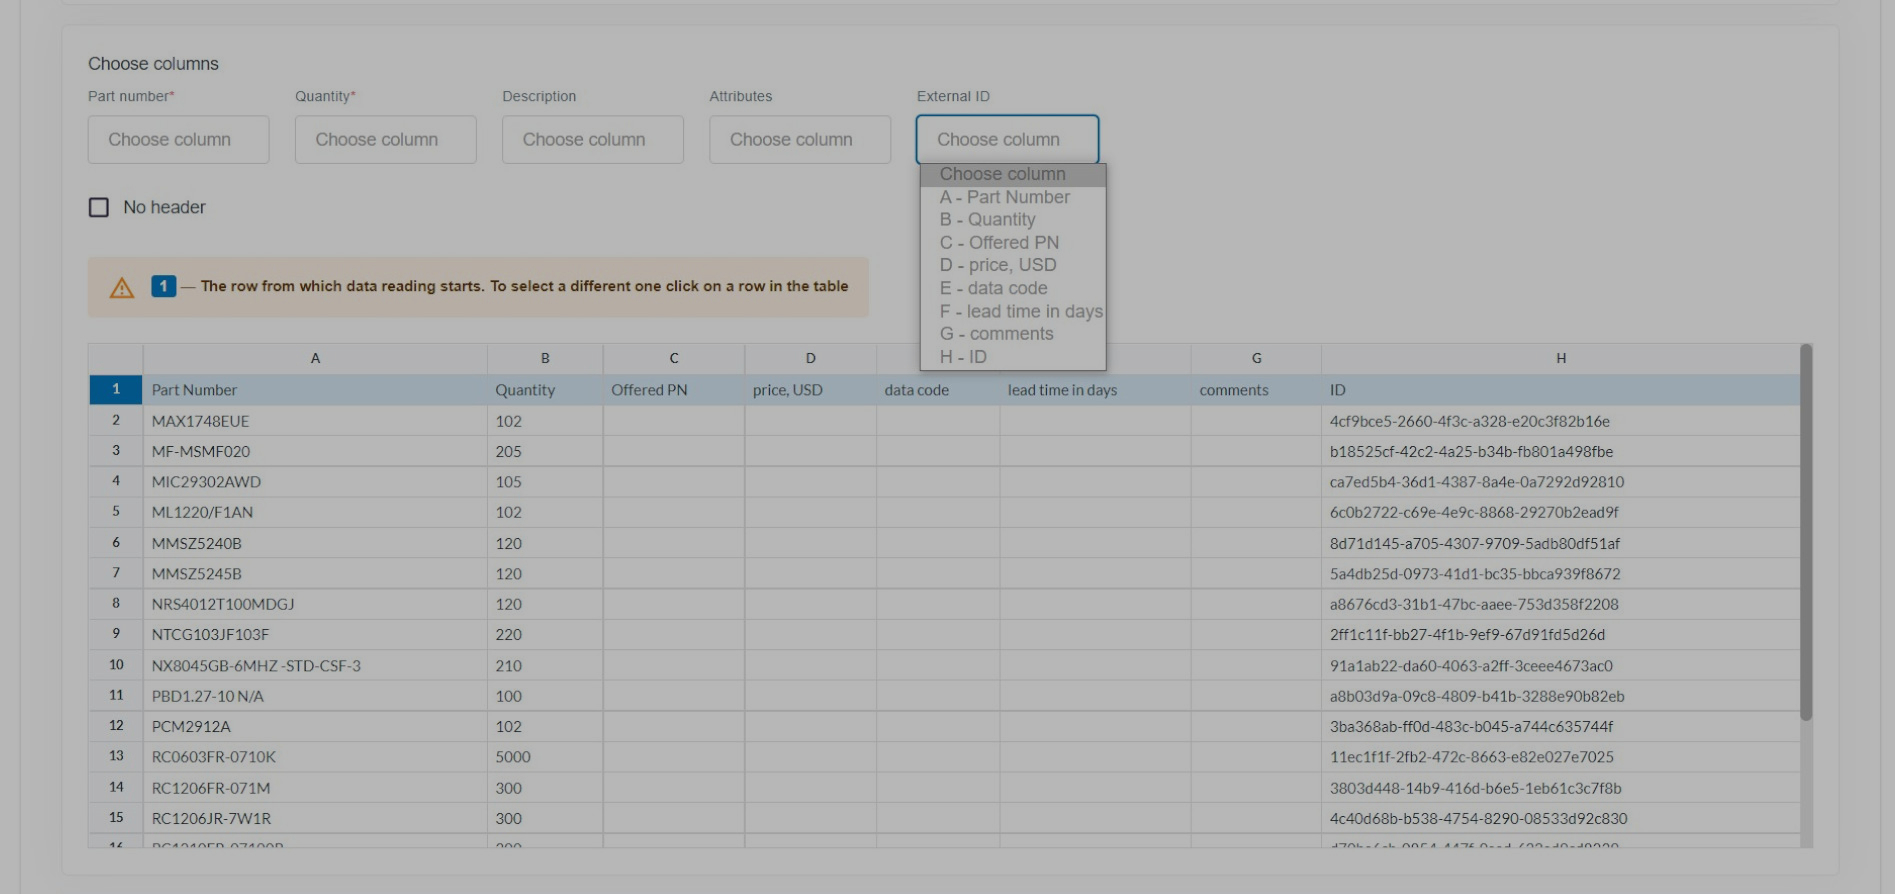 Choose columns
Part number* Quantity* Description Attributes External ID
Choose column Choose column Choose column Choose column Choose column
Choose column
A - Part Number
No header
B - Quantity
C - Offered PN
D - price, USD
1 — The row from which data reading starts. To select a different one click on a row in the table
E - data code
F - lead time in days
G - comments
H - ID
A B C D G H
1 Part Number Quantity Offered PN price, USD data code lead time in days comments ID
2 MAX1748EUE 102 4cf9bce5-2660-4f3c-a328-e20c3f82b16e
3 MF-MSMF020 205 b18525cf-42c2-4a25-b34b-fb801a498fbe
4 MIC29302AWD 105 ca7ed5b4-36d1-4387-8a4e-0a7292d92810
5 ML1220/F1AN 102 6c0b2722-c69e-4e9c-8868-29270b2ead9f
6 MMSZ5240B 120 8d71d145-a705-4307-9709-5adb80df51af
7 MMSZ5245B 120 5a4db25d-0973-41d1-bc35-bbca939f8672
8 NRS4012T100MDGJ 120 a8676cd3-31b1-47bc-aaee-753d358f2208
9 NTCG103JF103F 220 2ff1c11f-bb27-4f1b-9ef9-67d91fd5d26d
10 NX8045GB-6MHZ -STD-CSF-3 210 91a1ab22-da60-4063-a2ff-3ceee4673ac0
11 PBD1.27-10 N/A 100 a8b03d9a-09c8-4809-b41b-3288e90b82eb
12 PCM2912A 102 3ba368ab-ff0d-483c-b045-a744c635744f
13 RC0603FR-0710K 5000 11ec1f1f-2fb2-472c-8663-e82e027e7025
14 RC1206FR-071M 300 3803d448-14b9-416d-b6e5-1eb61c3c7f8b
15 RC1206JR-7W1R 300 4c40d68b-b538-4754-8290-08533d92c830